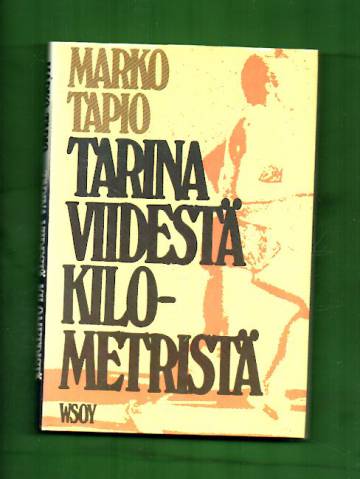 MARKO
TAPIO
TARINA
VIIDESTÄ
KILO-
METRISTÄ
WSOY